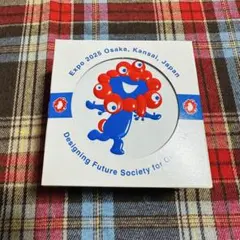 Expo 2025 Osaka, Kansai, Japan
Designing Future Society for